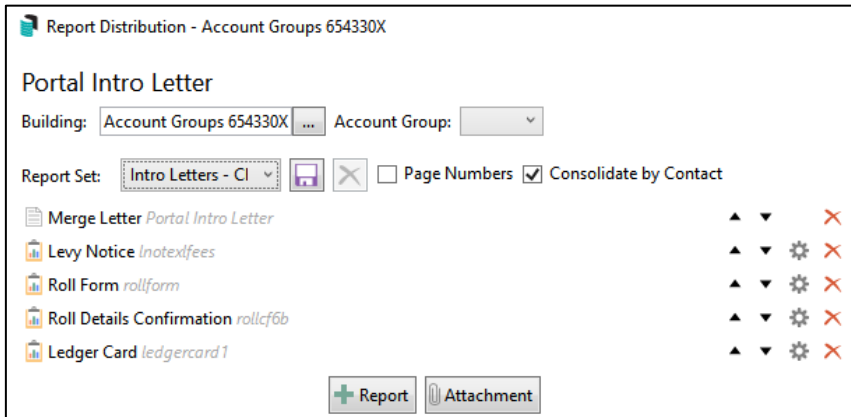 Report Distribution - Account Groups 654330X
Portal Intro Letter
Building: Account Groups 654330X ... Account Group:
Report Set: Intro Letters - Cl Page Numbers Consolidate by Contact
Merge Letter Portal Intro Letter
Levy Notice lnotexlfees
Roll Form rollform
Roll Details Confirmation rollcf6b
Ledger Card ledgercard1
Report Attachment